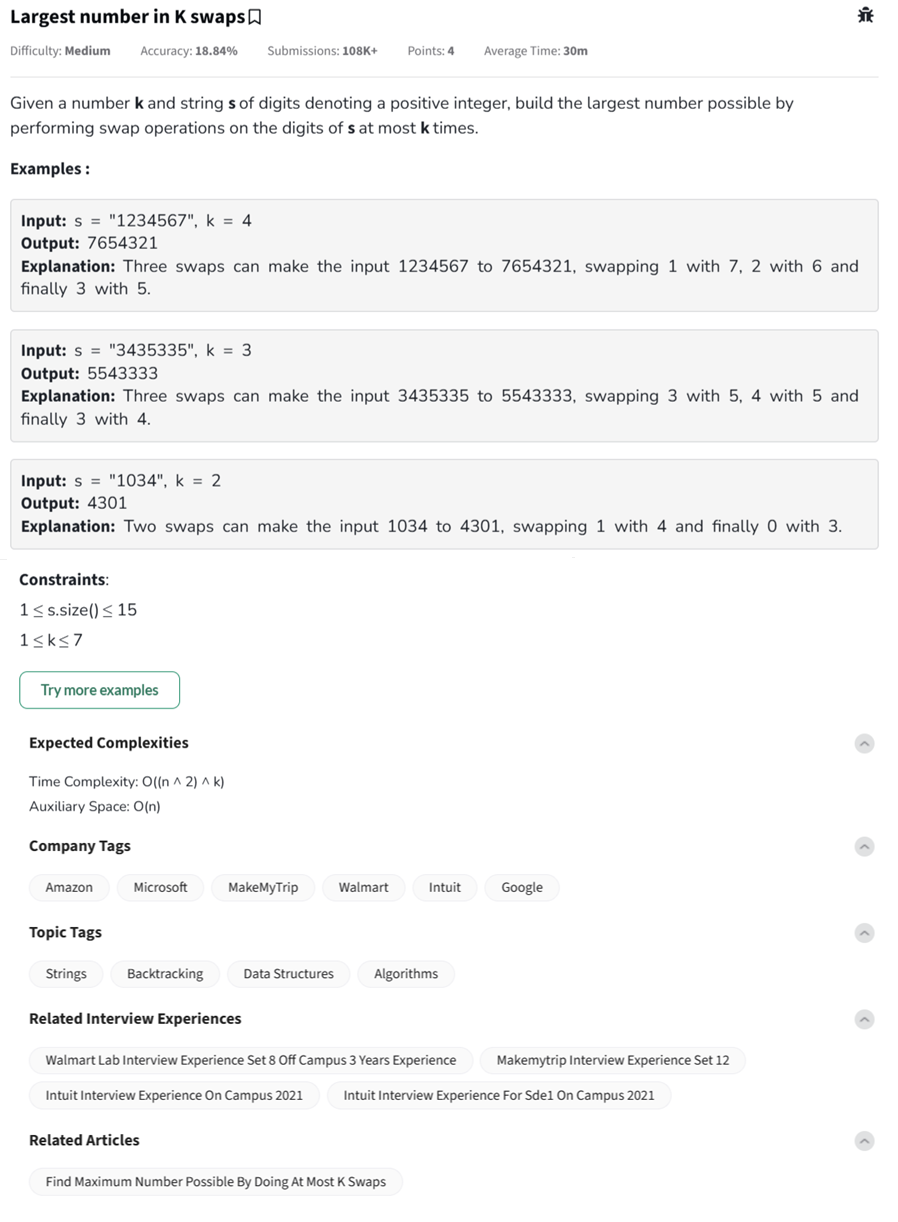 Largest number in K swaps
Difficulty: Medium Accuracy: 18.84% Submissions: 108K+ Points: 4 Average Time: 30m
Given a number k and string s of digits denoting a positive integer, build the largest number possible by
performing swap operations on the digits of s at most k times.
Examples :
Input: s = "1234567", k = 4
Output: 7654321
Explanation: Three swaps can make the input 1234567 to 7654321, swapping 1 with 7, 2 with 6 and
finally 3 with 5.
Input: s = "3435335", k = 3
Output: 5543333
Explanation: Three swaps can make the input 3435335 to 5543333, swapping 3 with 5, 4 with 5 and
finally 3 with 4.
Input: s = "1034", k = 2
Output: 4301
Explanation: Two swaps can make the input 1034 to 4301, swapping 1 with 4 and finally 0 with 3.
Constraints:
1 ≤ s.size() ≤ 15
1 ≤ k ≤ 7
Try more examples
Expected Complexities
Time Complexity: O((n ^ 2) ^ k)
Auxiliary Space: O(n)
Company Tags
Amazon Microsoft MakeMyTrip Walmart Intuit Google
Topic Tags
Strings Backtracking Data Structures Algorithms
Related Interview Experiences
Walmart Lab Interview Experience Set 8 Off Campus 3 Years Experience Makemytrip Interview Experience Set 12
Intuit Interview Experience On Campus 2021 Intuit Interview Experience For Sde1 On Campus 2021
Related Articles
Find Maximum Number Possible By Doing At Most K Swaps